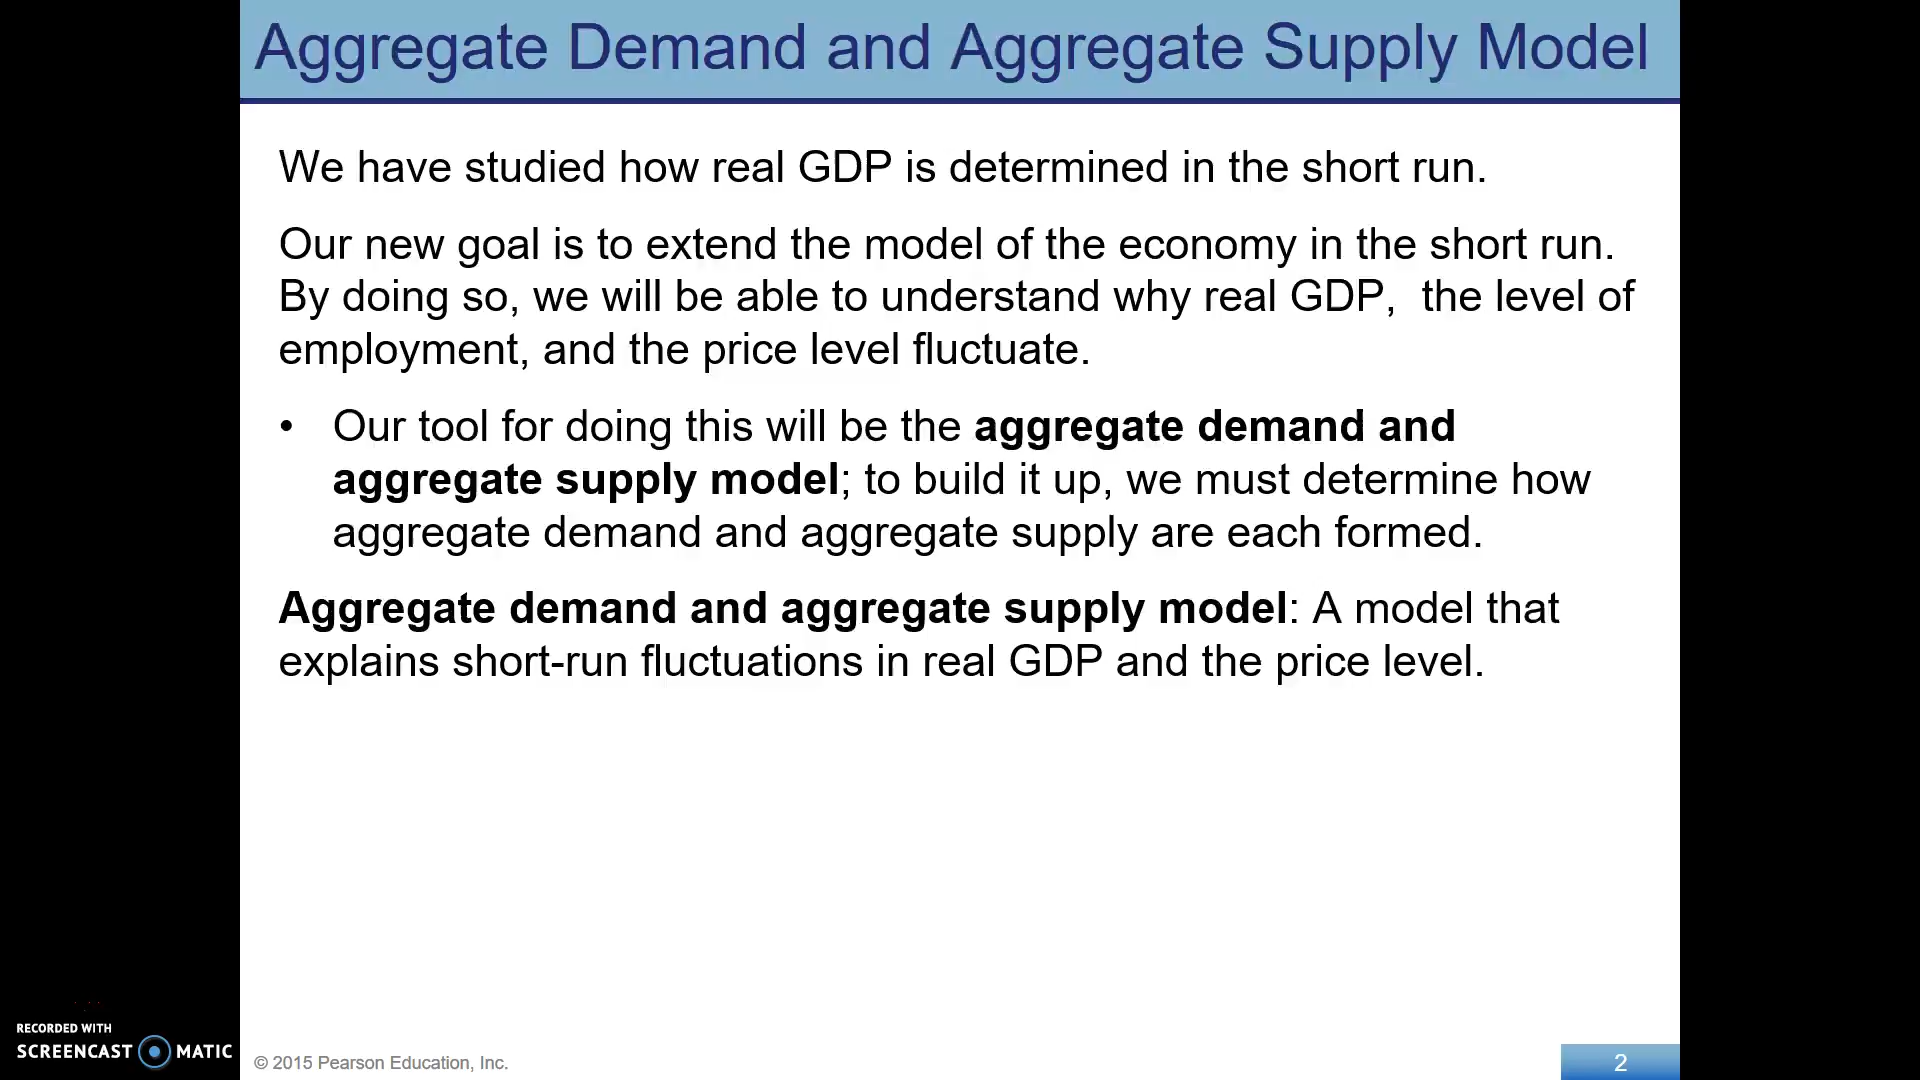 Aggregate Demand and Aggregate Supply Model
We have studied how real GDP is determined in the short run.
Our new goal is to extend the model of the economy in the short run.
By doing so, we will be able to understand why real GDP,  the level of
employment, and the price level fluctuate.
• Our tool for doing this will be the aggregate demand and
aggregate supply model; to build it up, we must determine how
aggregate demand and aggregate supply are each formed.
Aggregate demand and aggregate supply model: A model that
explains short-run fluctuations in real GDP and the price level.
RECORDED WITH
SCREENCAST MATIC
© 2015 Pearson Education, Inc.
2